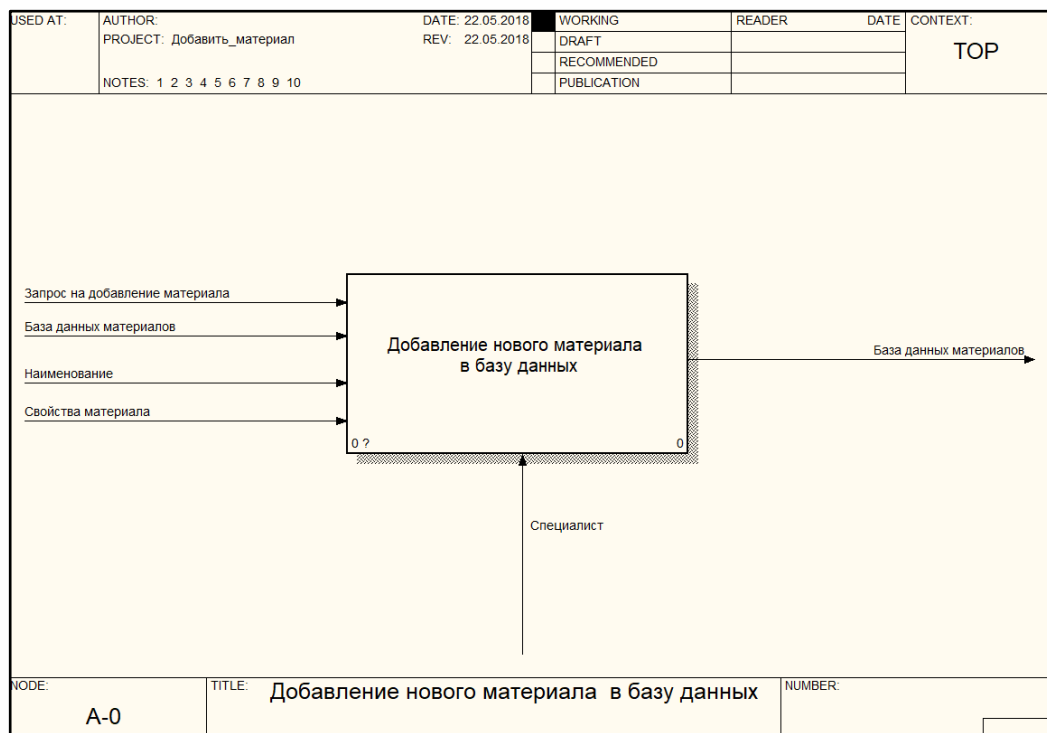 USED AT:
AUTHOR:
DATE: 22.05.2018
WORKING
READER
DATE
CONTEXT:
PROJECT: Добавить_материал
REV: 22.05.2018
DRAFT
TOP
RECOMMENDED
NOTES: 1 2 3 4 5 6 7 8 9 10
PUBLICATION
Запрос на добавление материала
База данных материалов
Наименование
Свойства материала
Добавление нового материала
в базу данных
0 ?
0
База данных материалов
Специалист
NODE:
A-0
TITLE:
Добавление нового материала в базу данных
NUMBER: